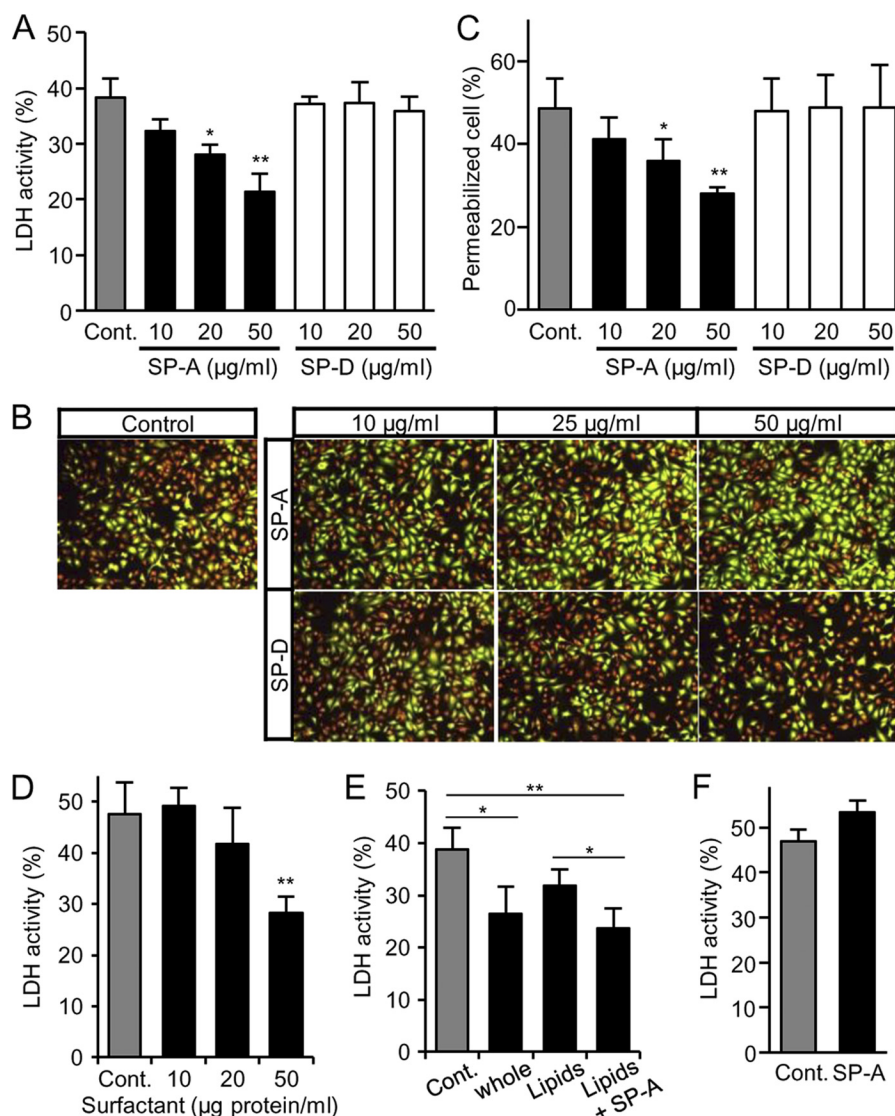 A
LDH activity (%)
50
40
30
20
10
0
*
**
Cont.
10 20 50 10 20 50
SP-A (µg/ml) SP-D (µg/ml)
C
Permeabilized cell (%)
60
40
20
0
*
**
Cont.
10 20 50 10 20 50
SP-A (µg/ml) SP-D (µg/ml)
B
Control
10 µg/ml 25 µg/ml 50 µg/ml
SP-A
SP-D
D
LDH activity (%)
50
40
30
20
10
0
**
Cont. 10 20 50
Surfactant (µg protein/ml)
E
LDH activity (%)
50
40
30
20
10
0
**
*
*
Cont.
whole
Lipids
Lipids
+ SP-A
F
LDH activity (%)
50
40
30
20
10
0
Cont. SP-A